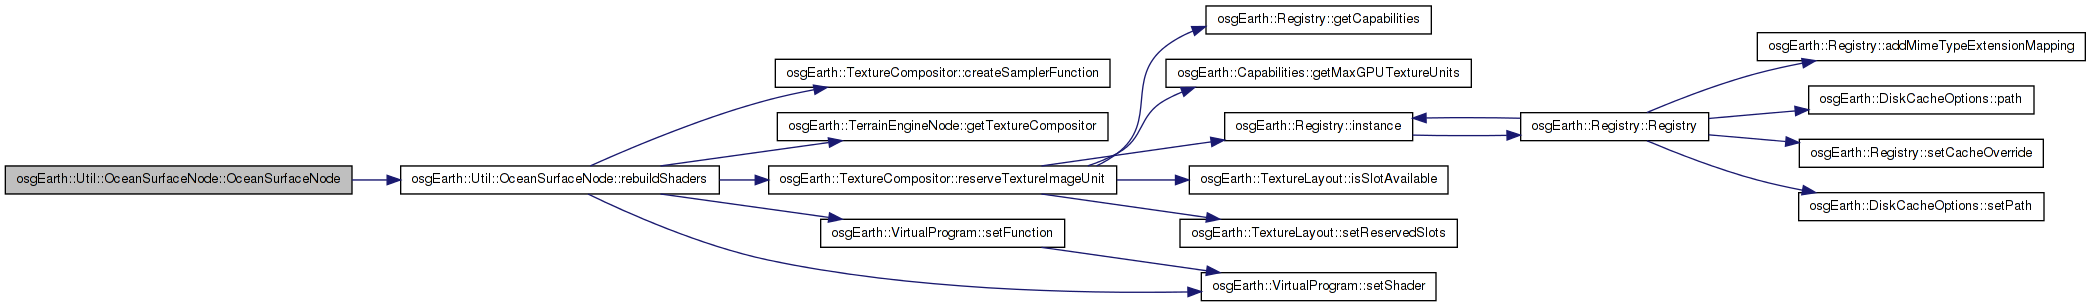 osgEarth::Registry::getCapabilities
osgEarth::Registry::addMimeTypeExtensionMapping
osgEarth::TextureCompositor::createSamplerFunction
osgEarth::Capabilities::getMaxGPUTextureUnits
osgEarth::DiskCacheOptions::path
osgEarth::TerrainEngineNode::getTextureCompositor
osgEarth::Registry::instance
osgEarth::Registry::Registry
osgEarth::Registry::setCacheOverride
osgEarth::Util::OceanSurfaceNode::OceanSurfaceNode
osgEarth::Util::OceanSurfaceNode::rebuildShaders
osgEarth::TextureCompositor::reserveTextureImageUnit
osgEarth::TextureLayout::isSlotAvailable
osgEarth::DiskCacheOptions::setPath
osgEarth::VirtualProgram::setFunction
osgEarth::TextureLayout::setReservedSlots
osgEarth::VirtualProgram::setShader